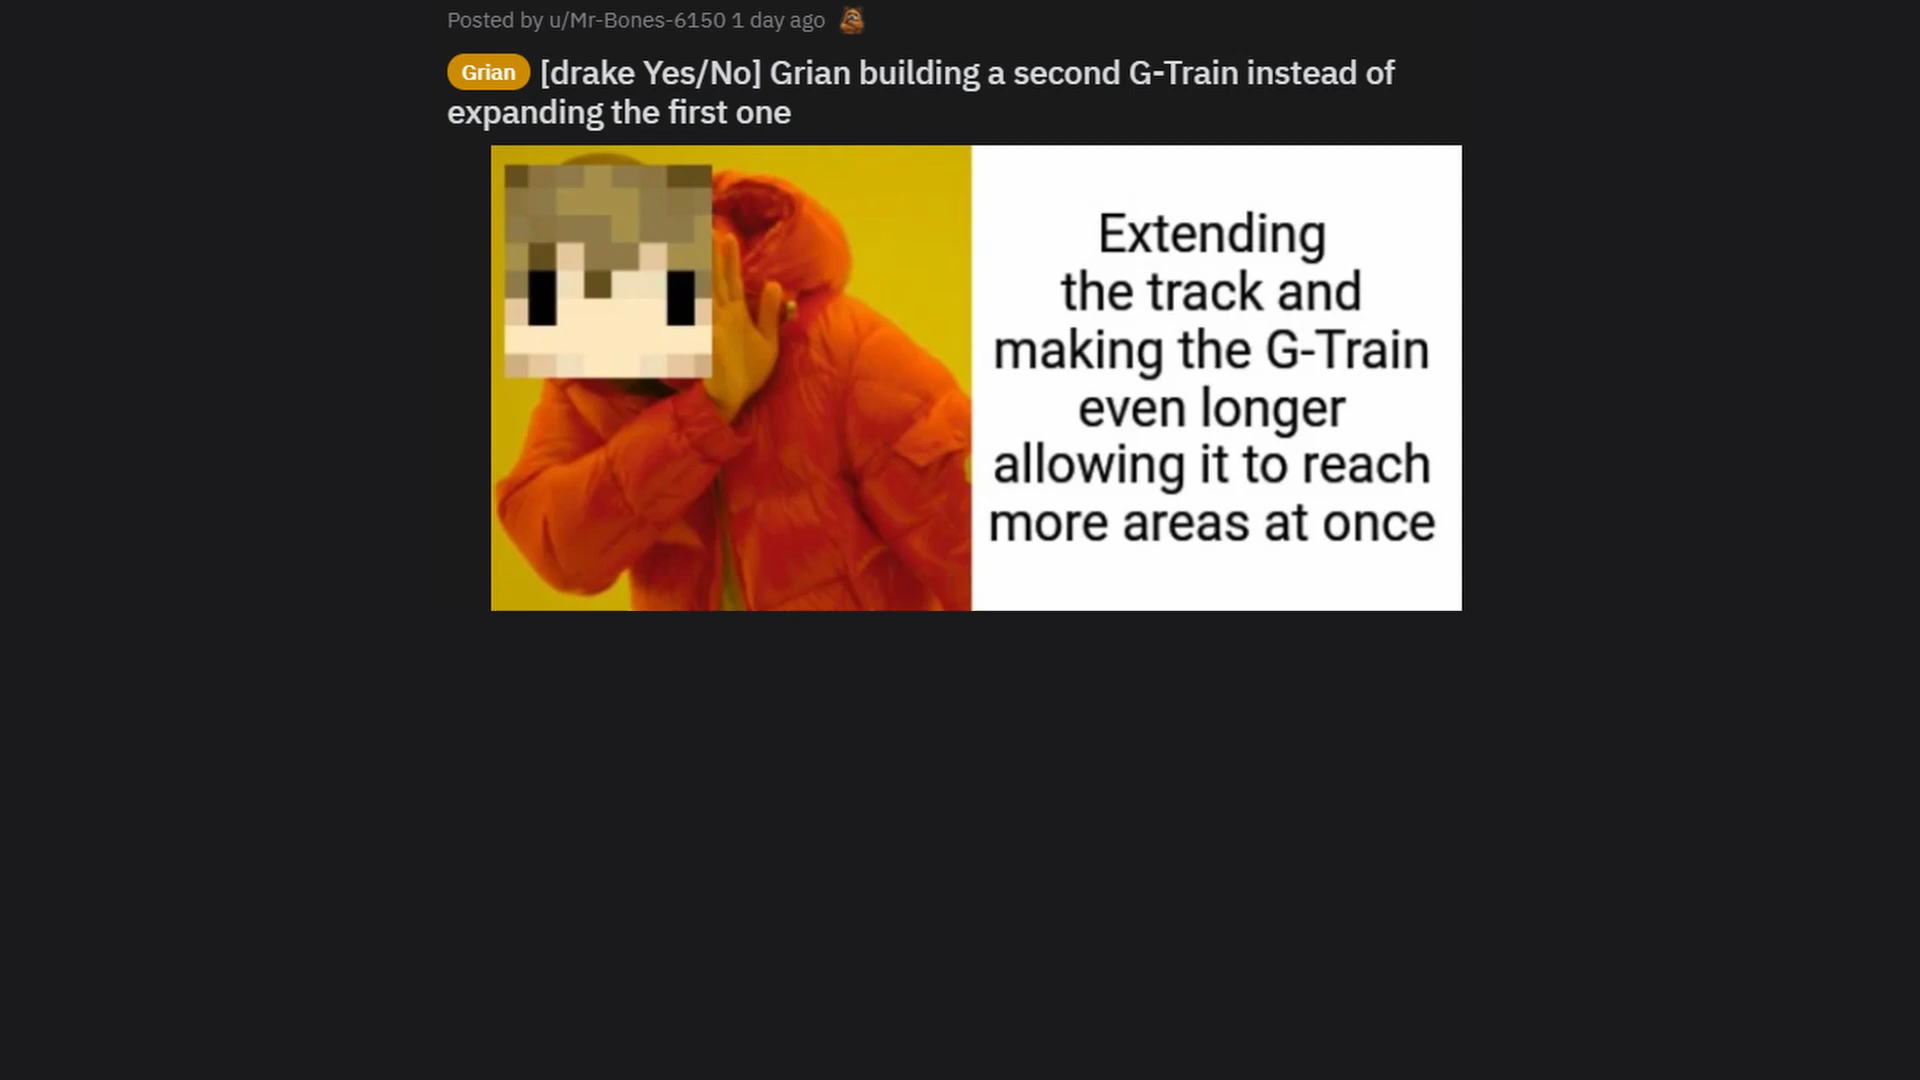 Posted by u/Mr-Bones-6150 1 day ago
Grian [drake Yes/No] Grian building a second G-Train instead of
expanding the first one
Extending
the track and
making the G-Train
even longer
allowing it to reach
more areas at once